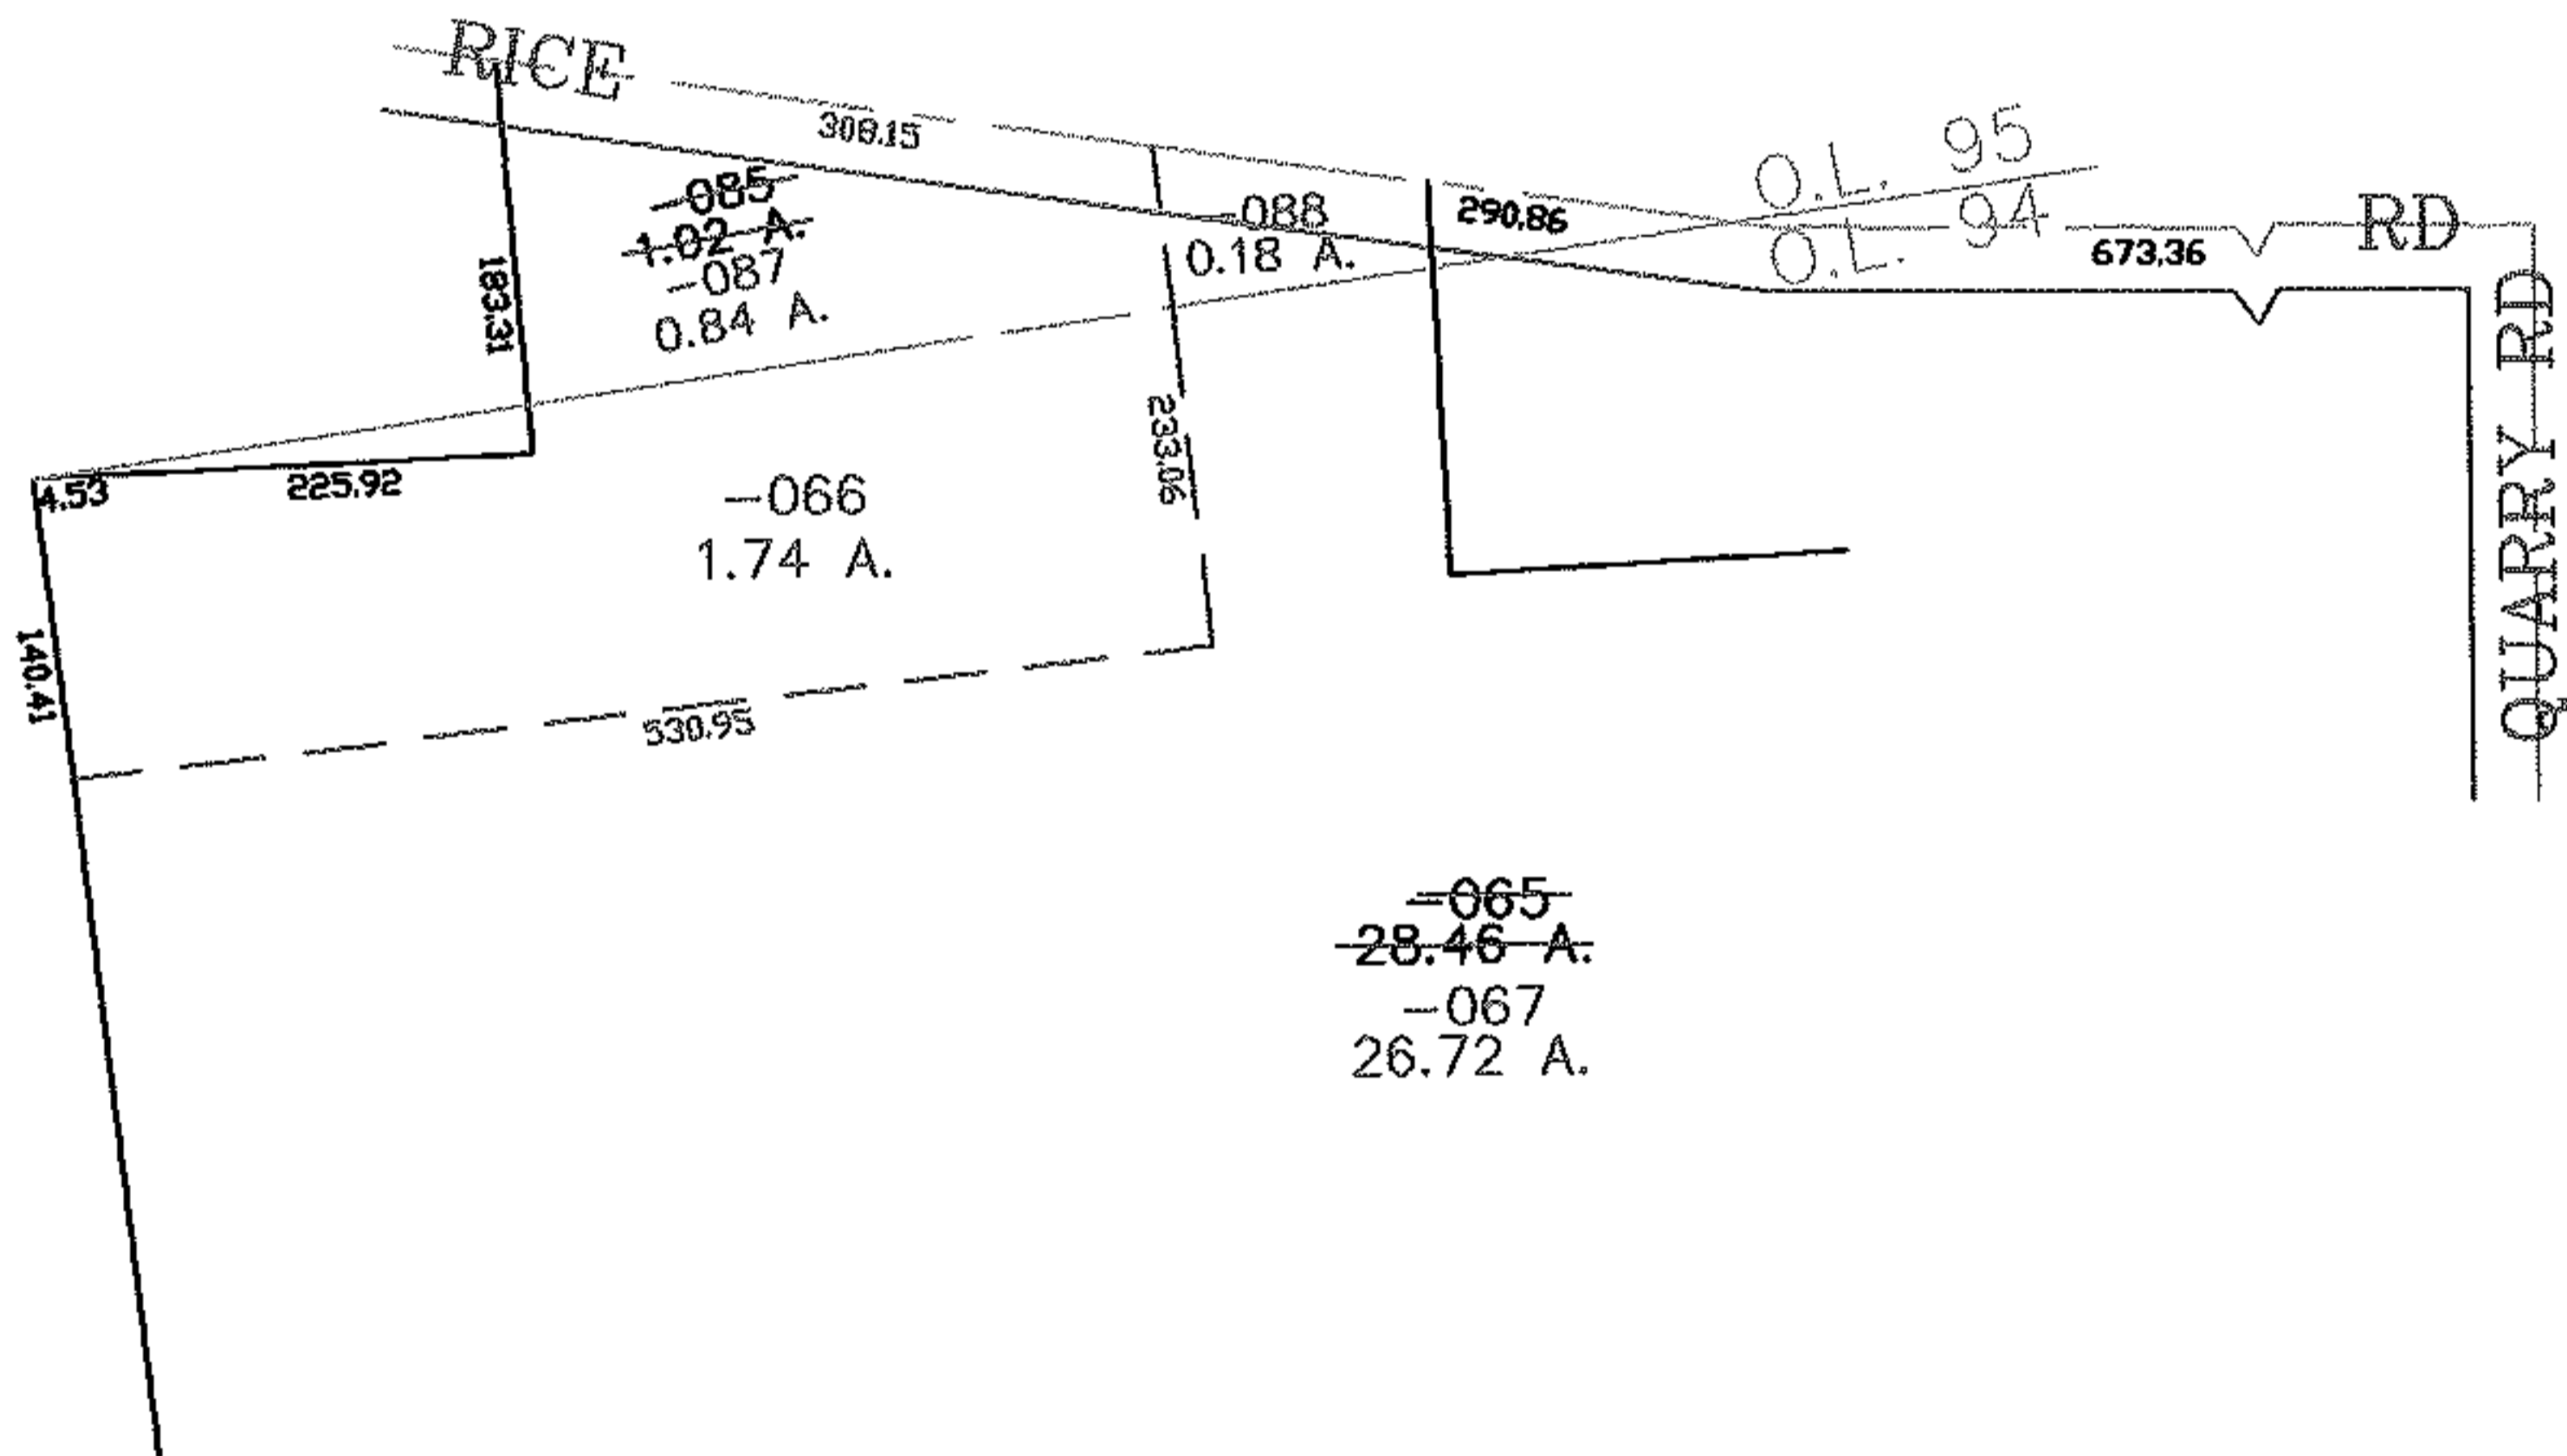 RICE
308.15
O.L. 95
O.L. 94
RD
-085
1.02 A.
-087
0.84 A.
-088
0.18 A.
290.86
673.36
183.31
QUARRY RD
4.53
225.92
-066
1.74 A.
233.06
140.41
530.95
-065
28.46 A.
-067
26.72 A.